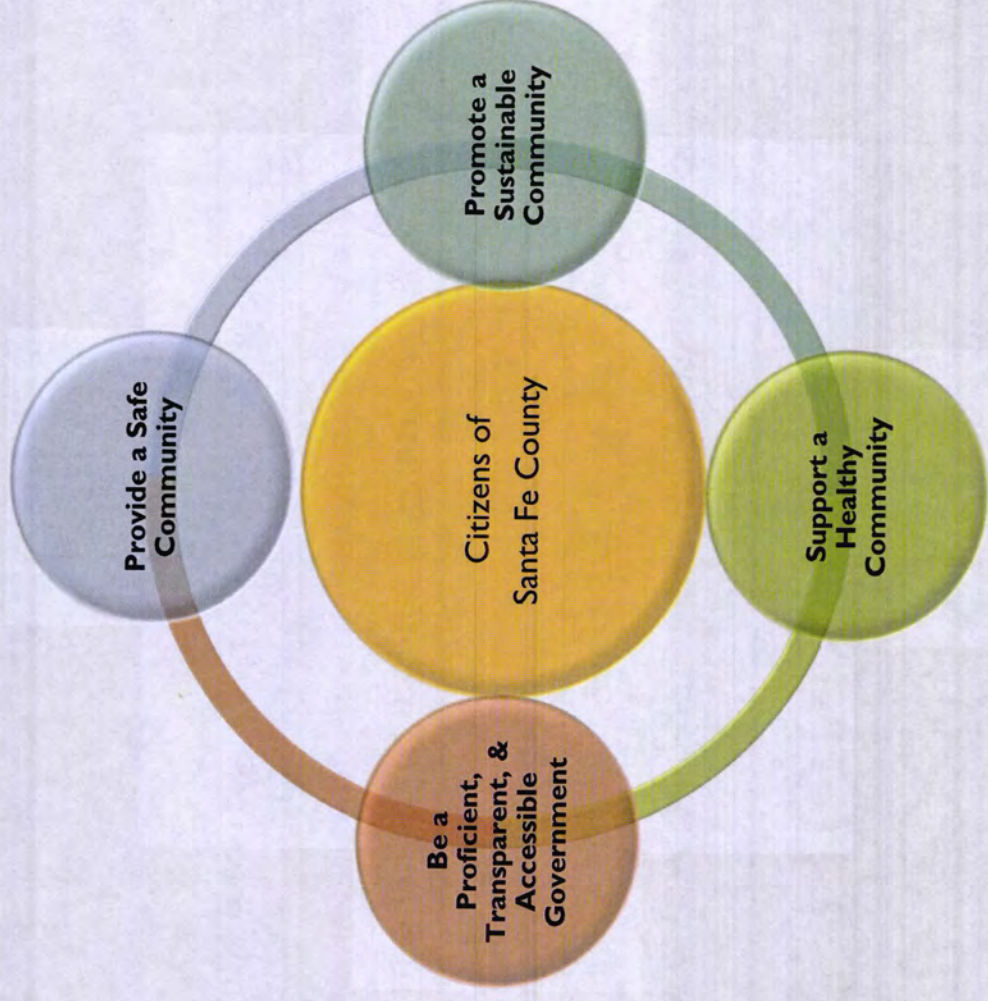 Be a
Proficient,
Transparent, &
Accessible
Government
Support a
Healthy
Community
Citizens of
Santa Fe County
Provide a Safe
Community
Promote a
Sustainable
Community